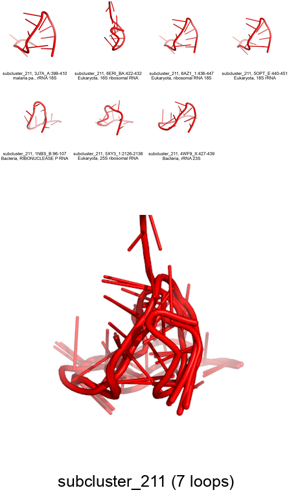 subcluster_211, 3J7A_A:399-410
malaria pa.., rRNA 18S
subcluster_211, 6ERI_BA:422-432
Eukaryota, 16S ribosomal RNA
subcluster_211, 6AZ1_1:436-447
Eukaryota, ribosomal RNA 18S
subcluster_211, 5OPT_E:440-451
Eukaryota, 18S rRNA
subcluster_211, 1NBS_B:96-107
Bacteria, RIBONUCLEASE P RNA
subcluster_211, 5XY3_1:2126-2138
Eukaryota, 25S ribosomal RNA
subcluster_211, 4WF9_X:427-439
Bacteria, rRNA 23S
subcluster_211 (7 loops)